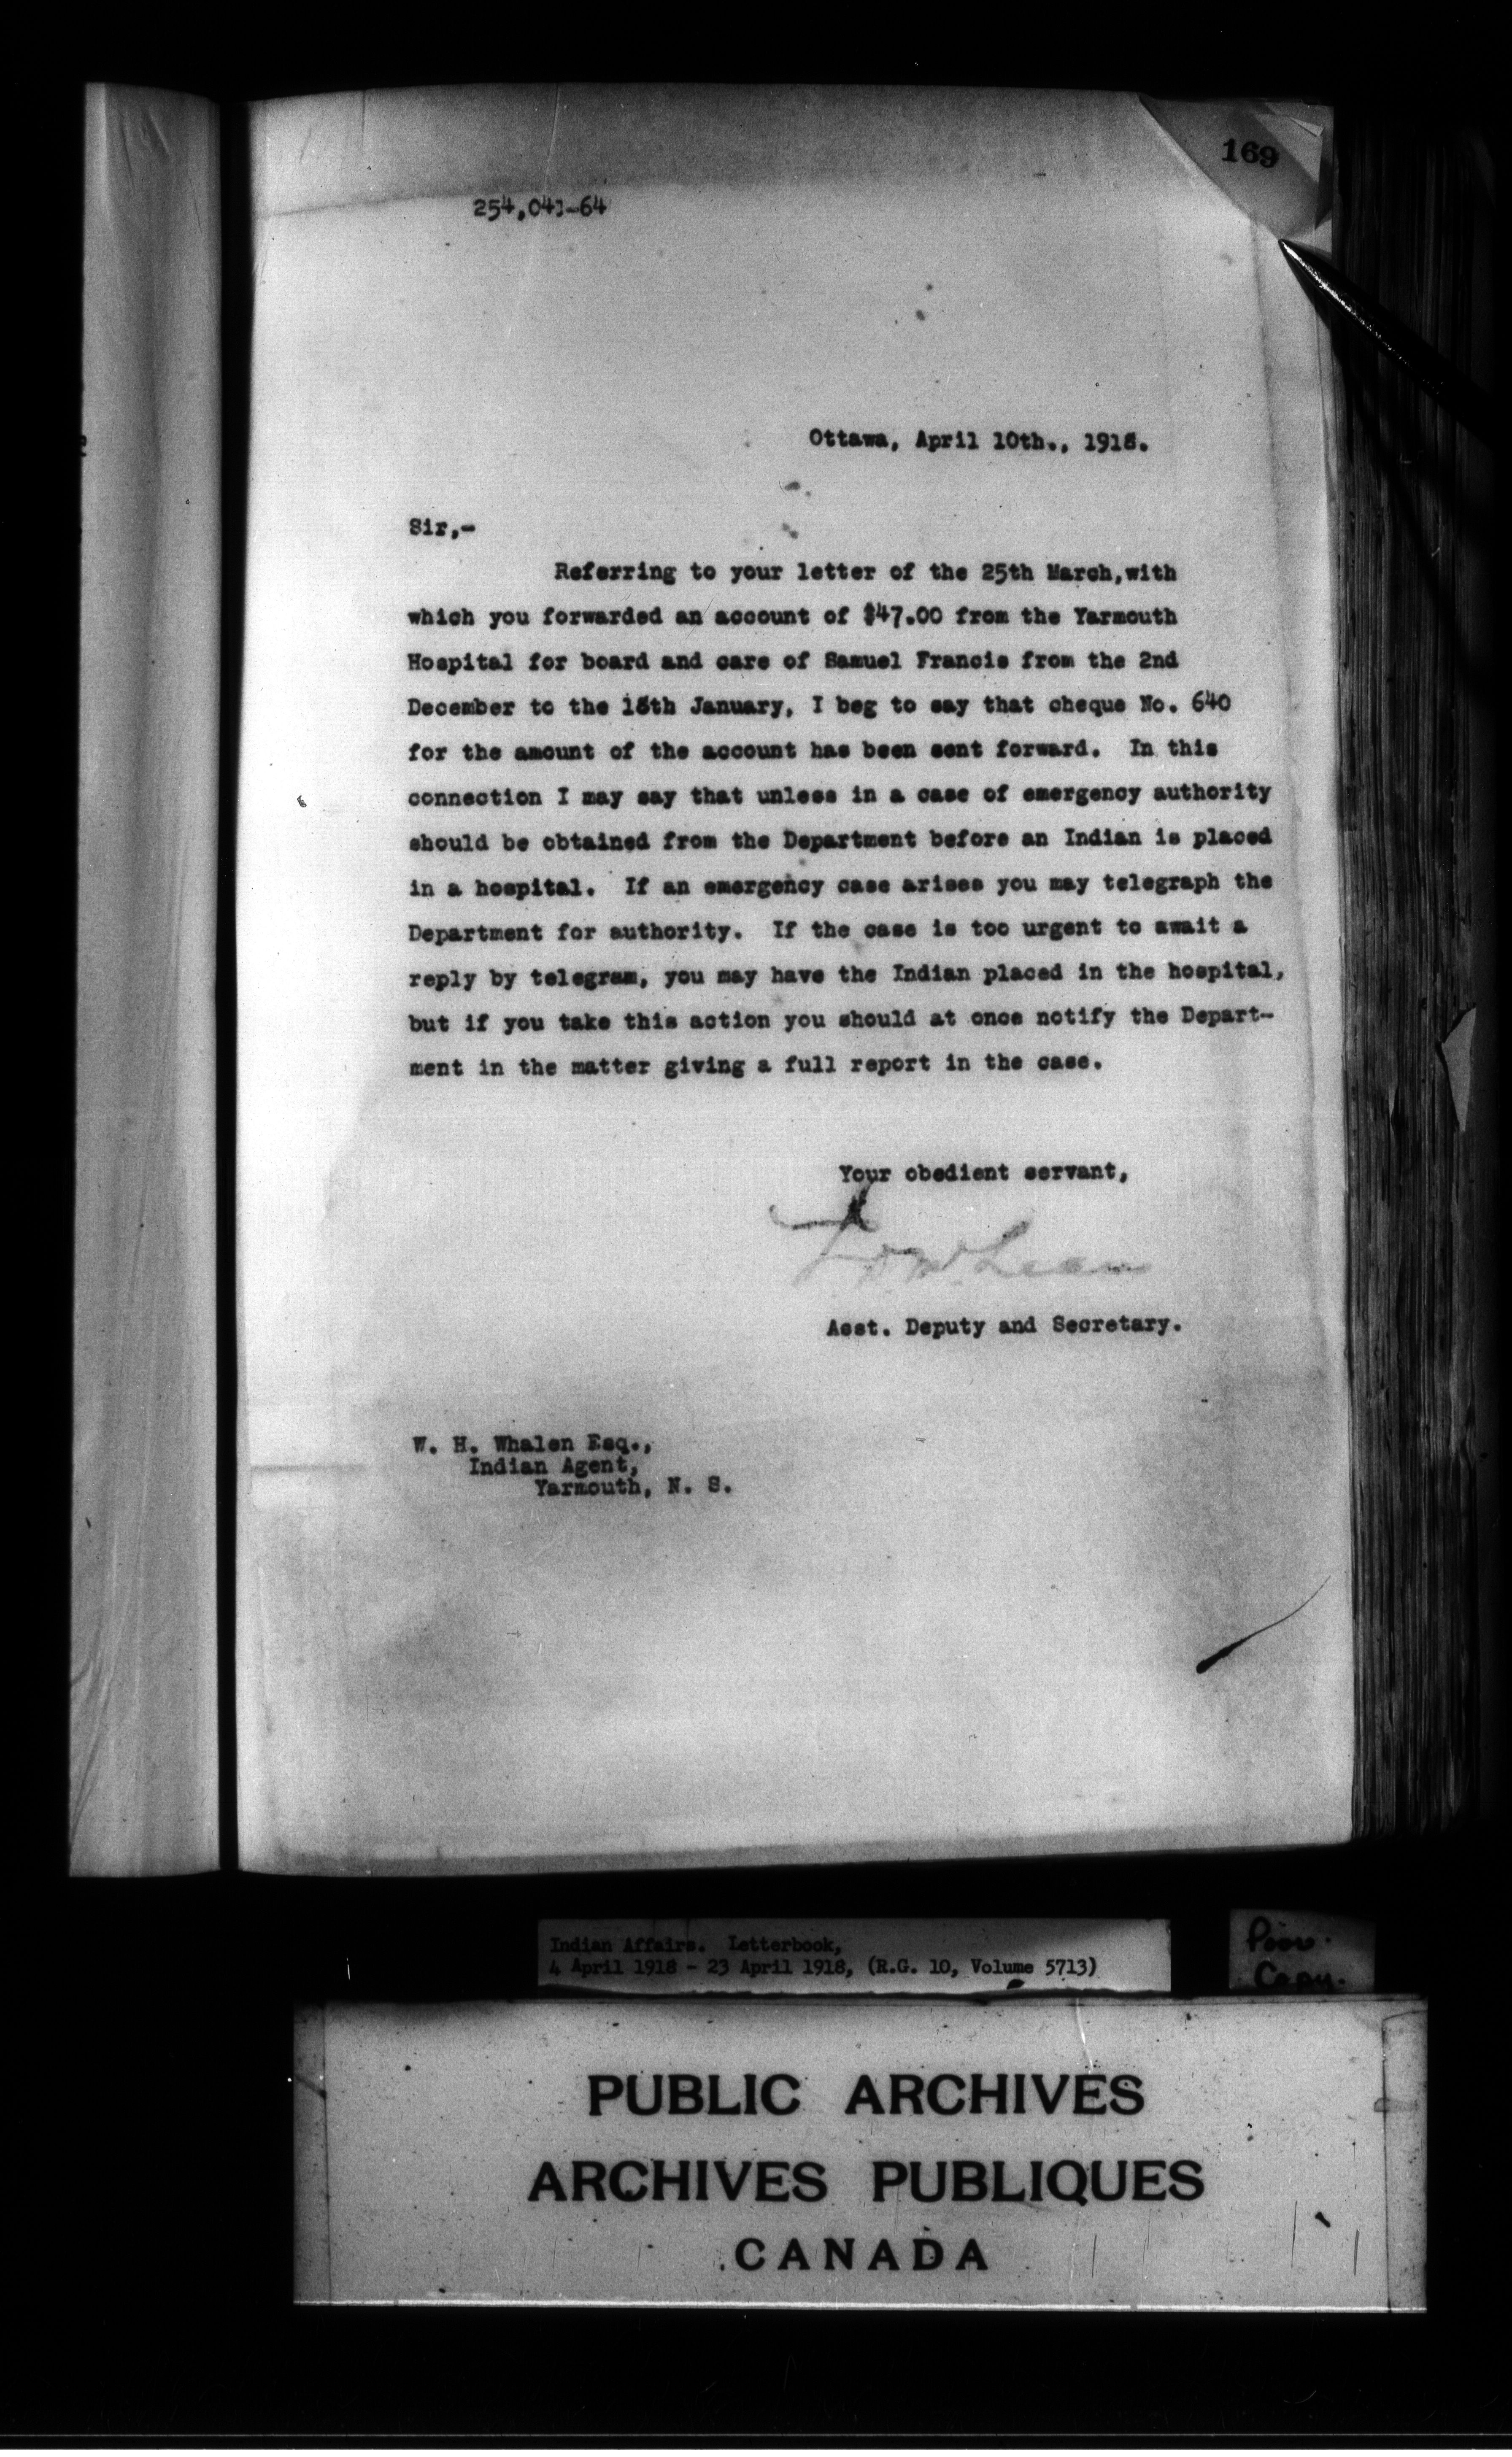 169
254,041-64
Ottawa, April 10th., 1918.
Sir,-
Referring to your letter of the 25th March,with
which you forwarded an account of $47.00 from the Yarmouth
Hospital for board and care of Samuel Francis from the 2nd
December to the 18th January, I beg to say that cheque No. 640
for the amount of the account has been sent forward. In this
connection I may say that unless in a case of emergency authority
should be obtained from the Department before an Indian is placed
in a hospital. If an emergency case arises you may telegraph the
Department for authority. If the case is too urgent to await a
reply by telegram, you may have the Indian placed in the hospital,
but if you take this action you should at once notify the Depart-
ment in the matter giving a full report in the case.
Your obedient servant,
Asst. Deputy and Secretary.
W. H. Whalen Esq.,
Indian Agent,
Yarmouth, N. S.
Indian Affairs. Letterbook,
4 April 1918 - 23 April 1918, (R.G. 10, Volume 5713)
Poor
Copy.
PUBLIC ARCHIVES
ARCHIVES PUBLIQUES
CANADA